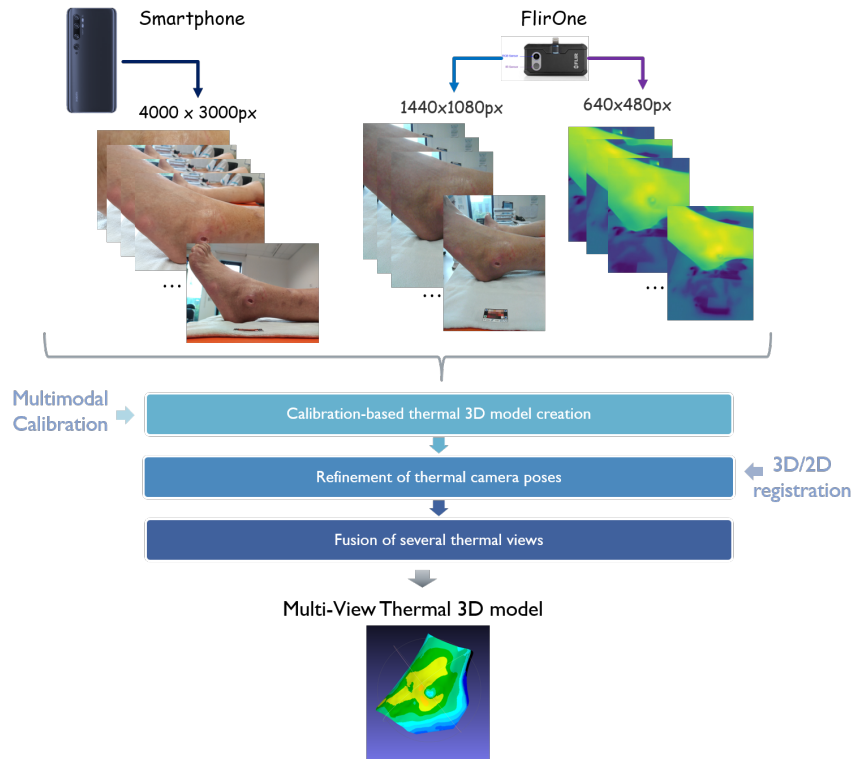 Smartphone
FlirOne
4000 x 3000px
1440x1080px
640x480px
...
...
...
Multimodal
Calibration
Calibration-based thermal 3D model creation
Refinement of thermal camera poses
3D/2D
registration
Fusion of several thermal views
Multi-View Thermal 3D model